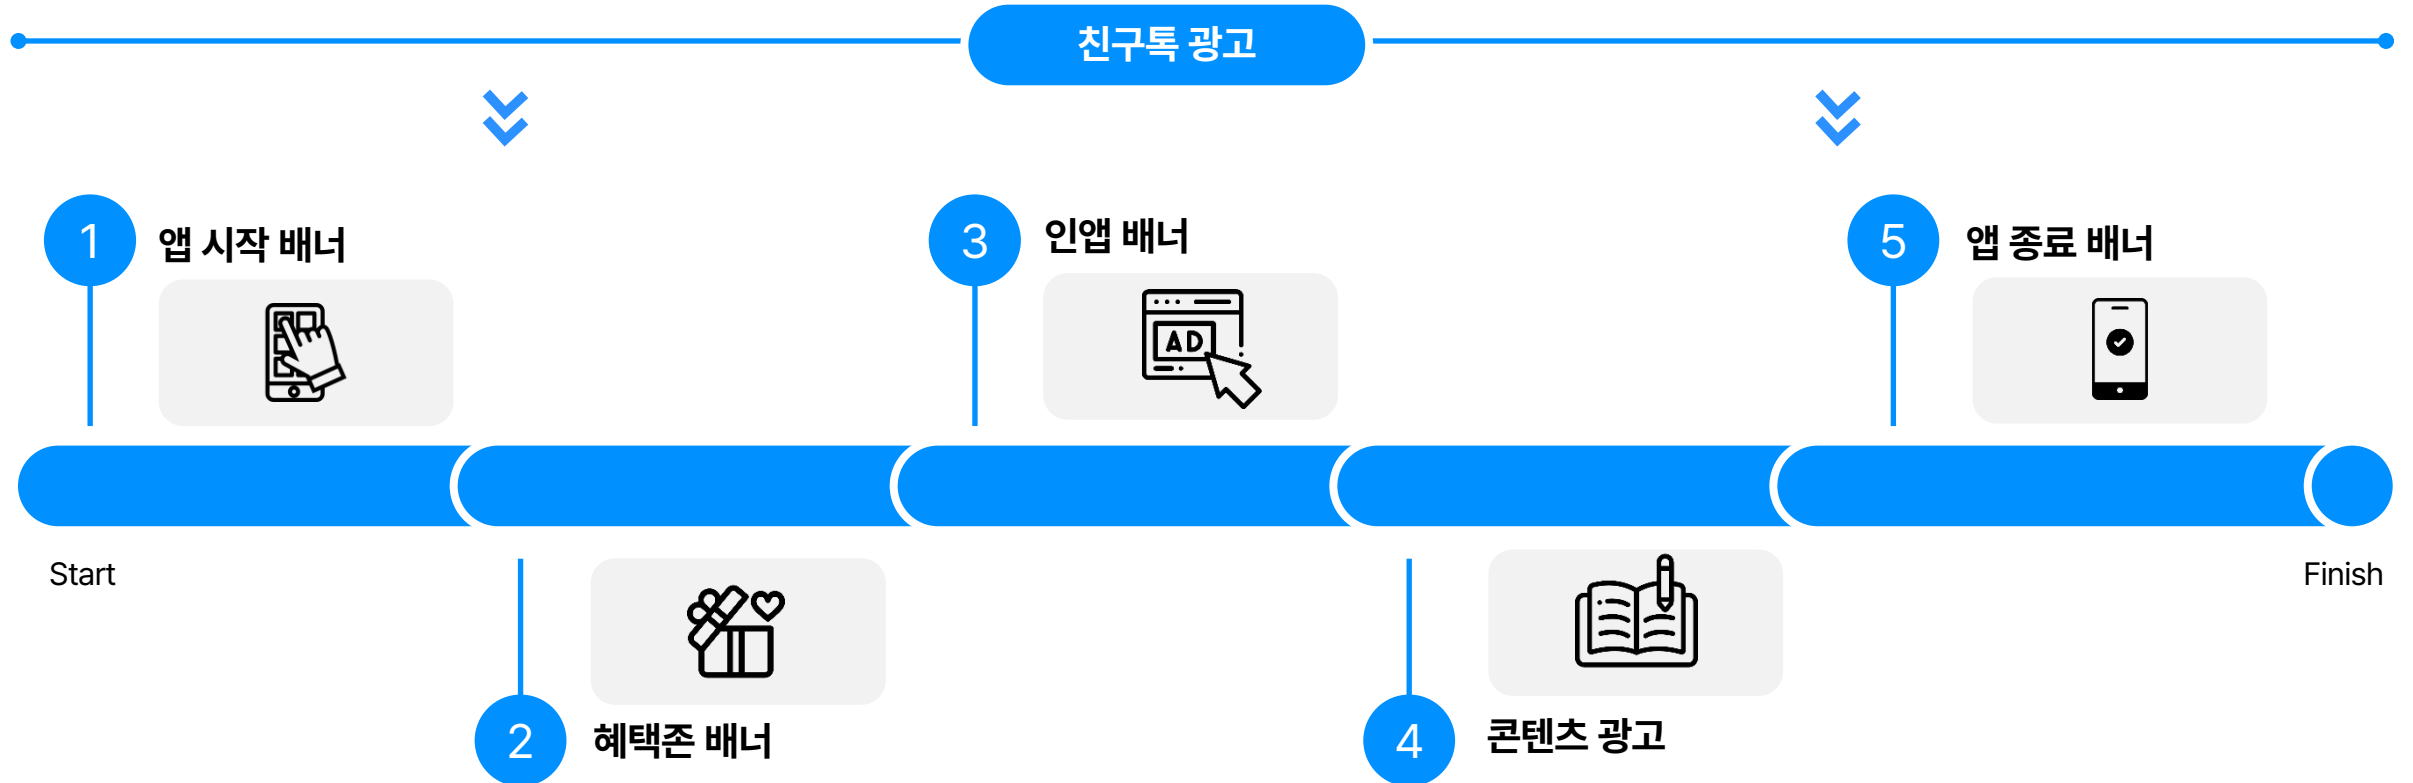 친구톡 광고
1
앱 시작 배너
3
인앱 배너
AD
5
앱 종료 배너
Start
Finish
2
혜택존 배너
4
콘텐츠 광고